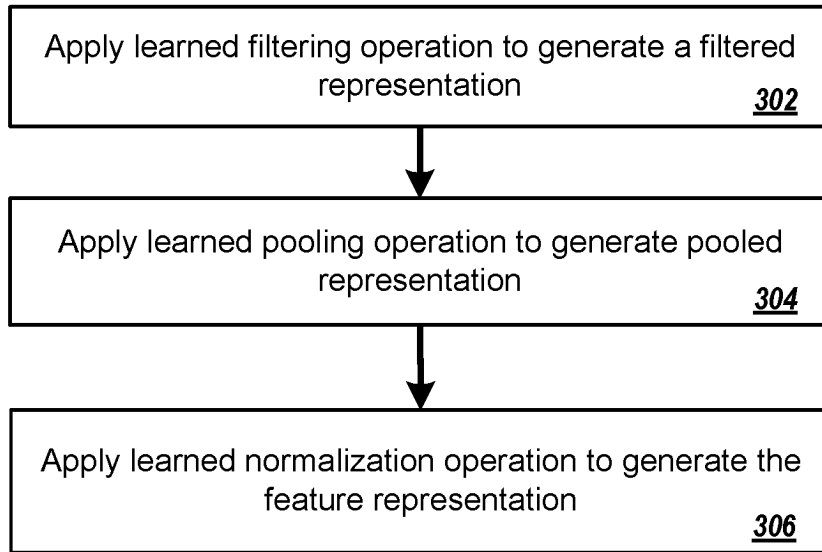 Apply learned filtering operation to generate a filtered
representation
302
Apply learned pooling operation to generate pooled
representation
304
Apply learned normalization operation to generate the
feature representation
306